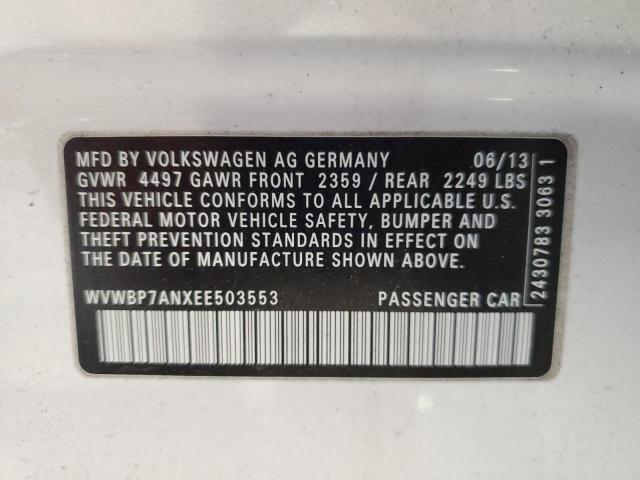 MFD BY VOLKSWAGEN AG GERMANY 06/13
GVWR 4497 GAWR FRONT 2359 / REAR 2249 LBS
THIS VEHICLE CONFORMS TO ALL APPLICABLE U.S.
FEDERAL MOTOR VEHICLE SAFETY, BUMPER AND
THEFT PREVENTION STANDARDS IN EFFECT ON
THE DATE OF MANUFACTURE SHOWN ABOVE.
WVWBP7ANXEE503553 PASSENGER CAR
2430783 3063 1